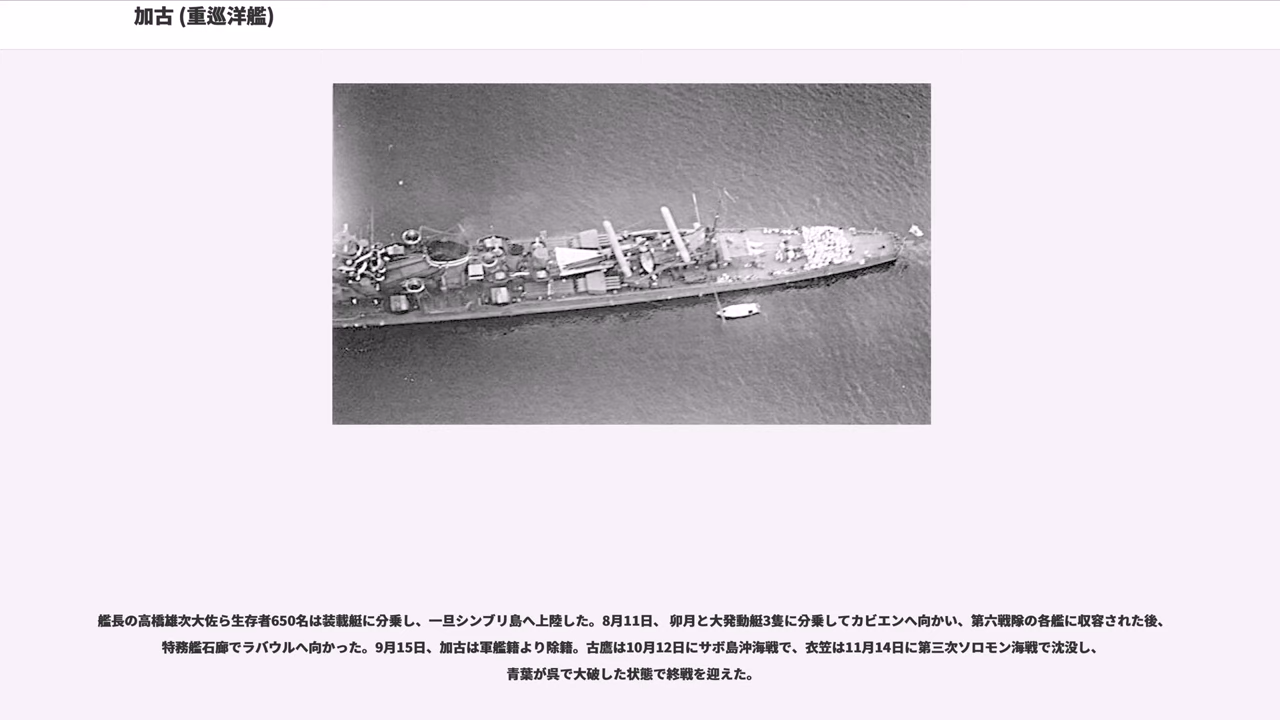 加古 (重巡洋艦)
艦長の高橋雄次大佐ら生存者650名は装載艇に分乗し、一旦シンブリ島へ上陸した。8月11日、 卯月と大発動艇3隻に分乗してカビエンへ向かい、第六戦隊の各艦に収容された後、
特務艦石廊でラバウルへ向かった。9月15日、加古は軍艦籍より除籍。古鷹は10月12日にサボ島沖海戦で、衣笠は11月14日に第三次ソロモン海戦で沈没し、
青葉が呉で大破した状態で終戦を迎えた。